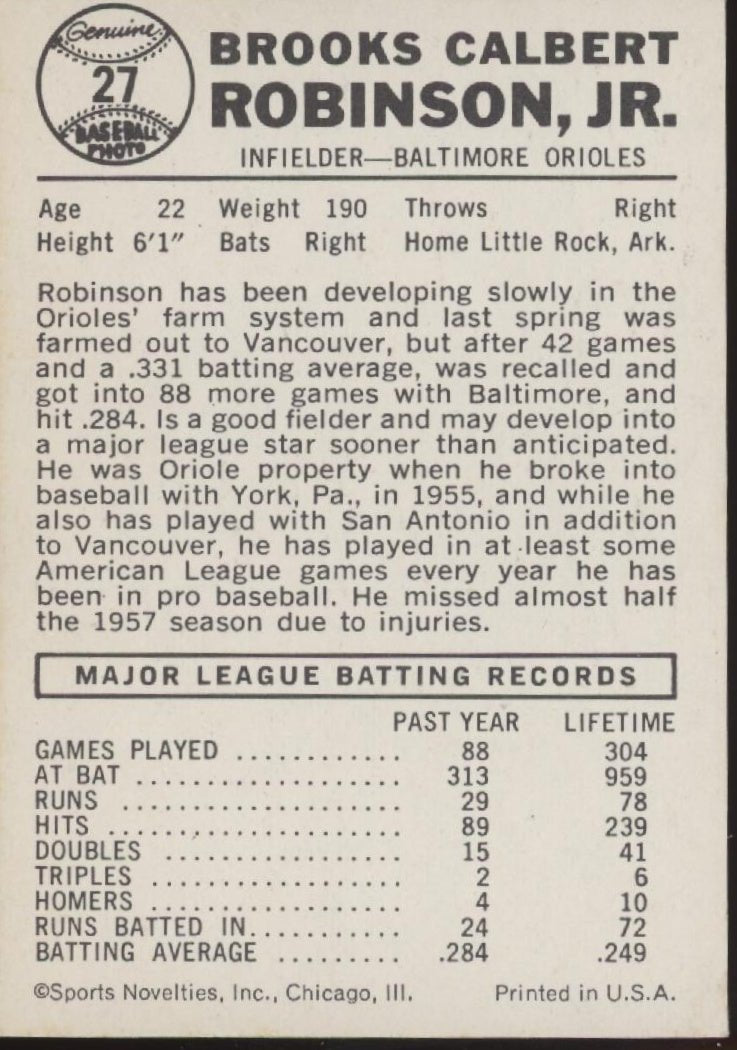 Genuine
27
BASEBALL
PHOTO
BROOKS CALBERT
ROBINSON, JR.
INFIELDER—BALTIMORE ORIOLES
Age 22 Weight 190 Throws Right
Height 6'1" Bats Right Home Little Rock, Ark.
Robinson has been developing slowly in the
Orioles' farm system and last spring was
farmed out to Vancouver, but after 42 games
and a .331 batting average, was recalled and
got into 88 more games with Baltimore, and
hit .284. Is a good fielder and may develop into
a major league star sooner than anticipated.
He was Oriole property when he broke into
baseball with York, Pa., in 1955, and while he
also has played with San Antonio in addition
to Vancouver, he has played in at least some
American League games every year he has
been in pro baseball. He missed almost half
the 1957 season due to injuries.
MAJOR LEAGUE BATTING RECORDS
PAST YEAR LIFETIME
GAMES PLAYED ............ 88 304
AT BAT ................... 313 959
RUNS .................... 29 78
HITS ..................... 89 239
DOUBLES ................. 15 41
TRIPLES .................. 2 6
HOMERS .................. 4 10
RUNS BATTED IN........... 24 72
BATTING AVERAGE ......... .284 .249
©Sports Novelties, Inc., Chicago, Ill. Printed in U.S.A.